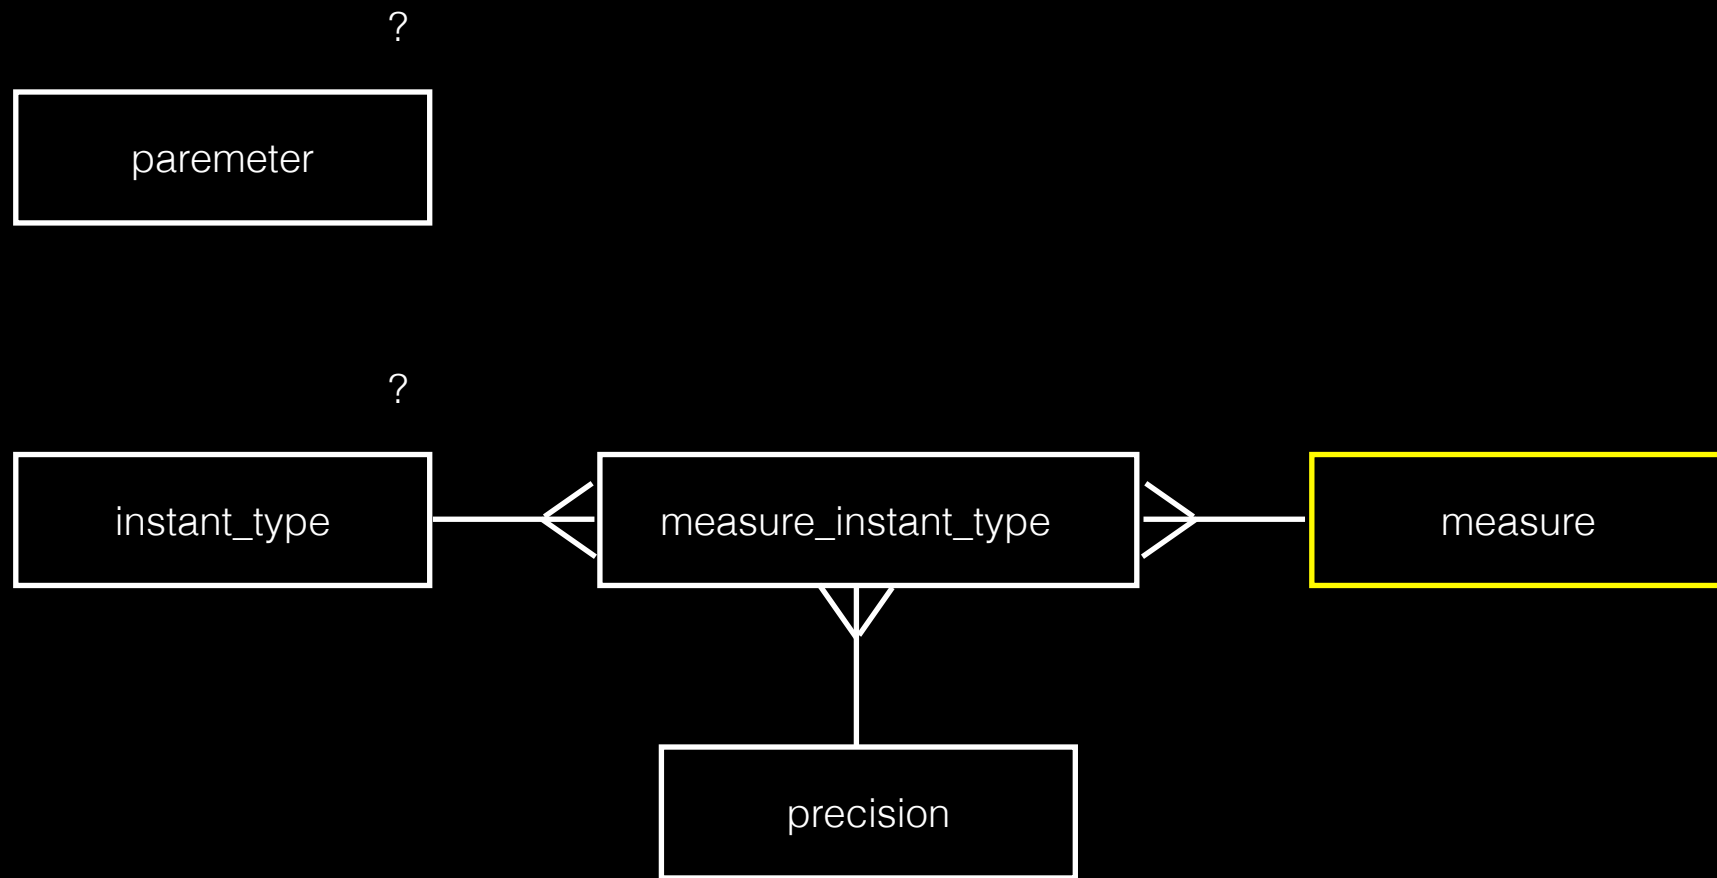 ?
paremeter
?
instant_type
measure_instant_type
measure
precision